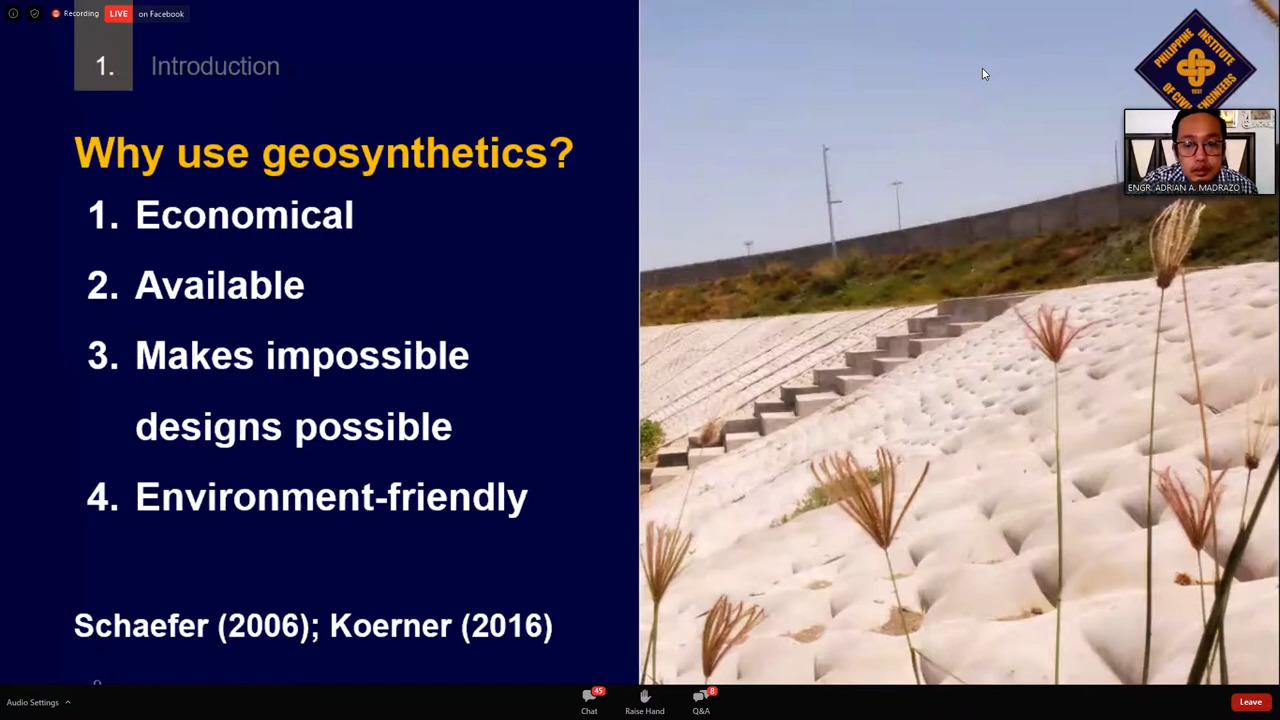 Recording
LIVE
on Facebook
1. Introduction
Why use geosynthetics?
1. Economical
2. Available
3. Makes impossible
designs possible
4. Environment-friendly
Schaefer (2006); Koerner (2016)
PHILIPPINE INSTITUTE
OF CIVIL ENGINEERS
1937
ENGR. ADRIAN A. MADRAZO
Audio Settings
45
Chat
Raise Hand
8
Q&A
Leave